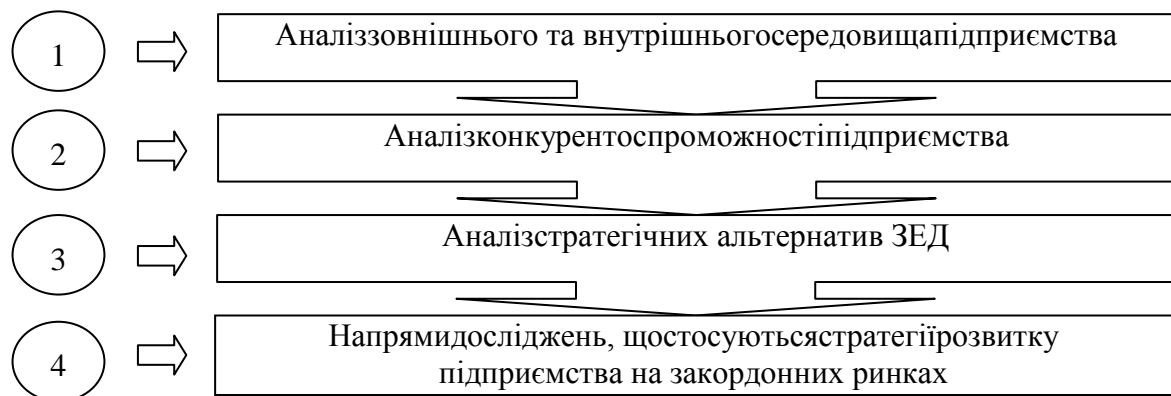 1
Аналіззовнішнього та внутрішньогосередовищапідприємства
2
Аналізконкурентоспроможностіпідприємства
3
Аналізстратегічних альтернатив ЗЕД
4
Напрямидосліджень, щостосуютьсястратегіїрозвитку
підприємства на закордонних ринках